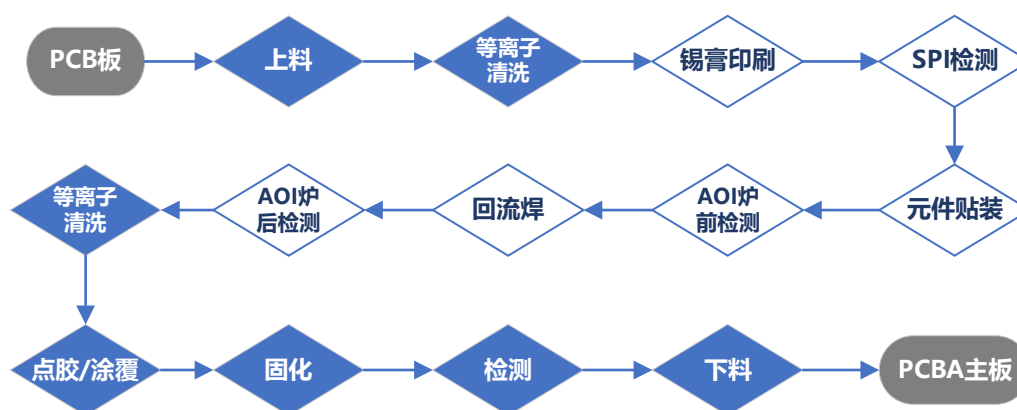 PCB板
上料
等离子
清洗
锡膏印刷
SPI检测
等离子
清洗
AOI炉
后检测
回流焊
AOI炉
前检测
元件贴装
点胶/涂覆
固化
检测
下料
PCBA主板